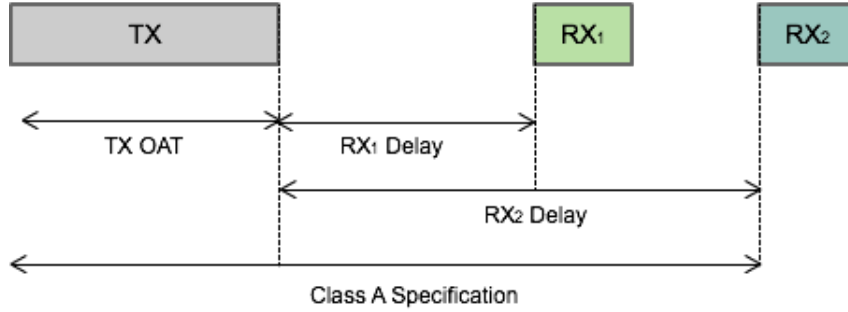 TX
RX₁
RX₂
TX OAT
RX₁ Delay
RX₂ Delay
Class A Specification